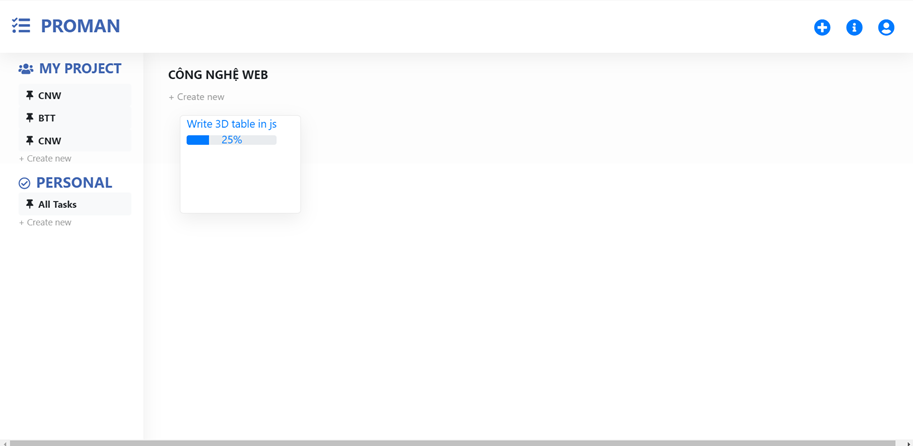 PROMAN
MY PROJECT
CNW
BTT
CNW
+ Create new
PERSONAL
All Tasks
+ Create new
CÔNG NGHỆ WEB
+ Create new
Write 3D table in js
25%